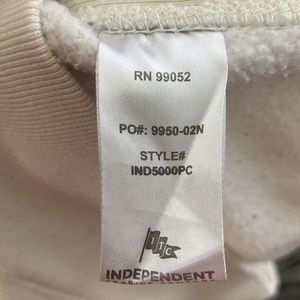 RN 99052
PO#: 9950-02N
STYLE#
IND5000PC
INDEPENDENT